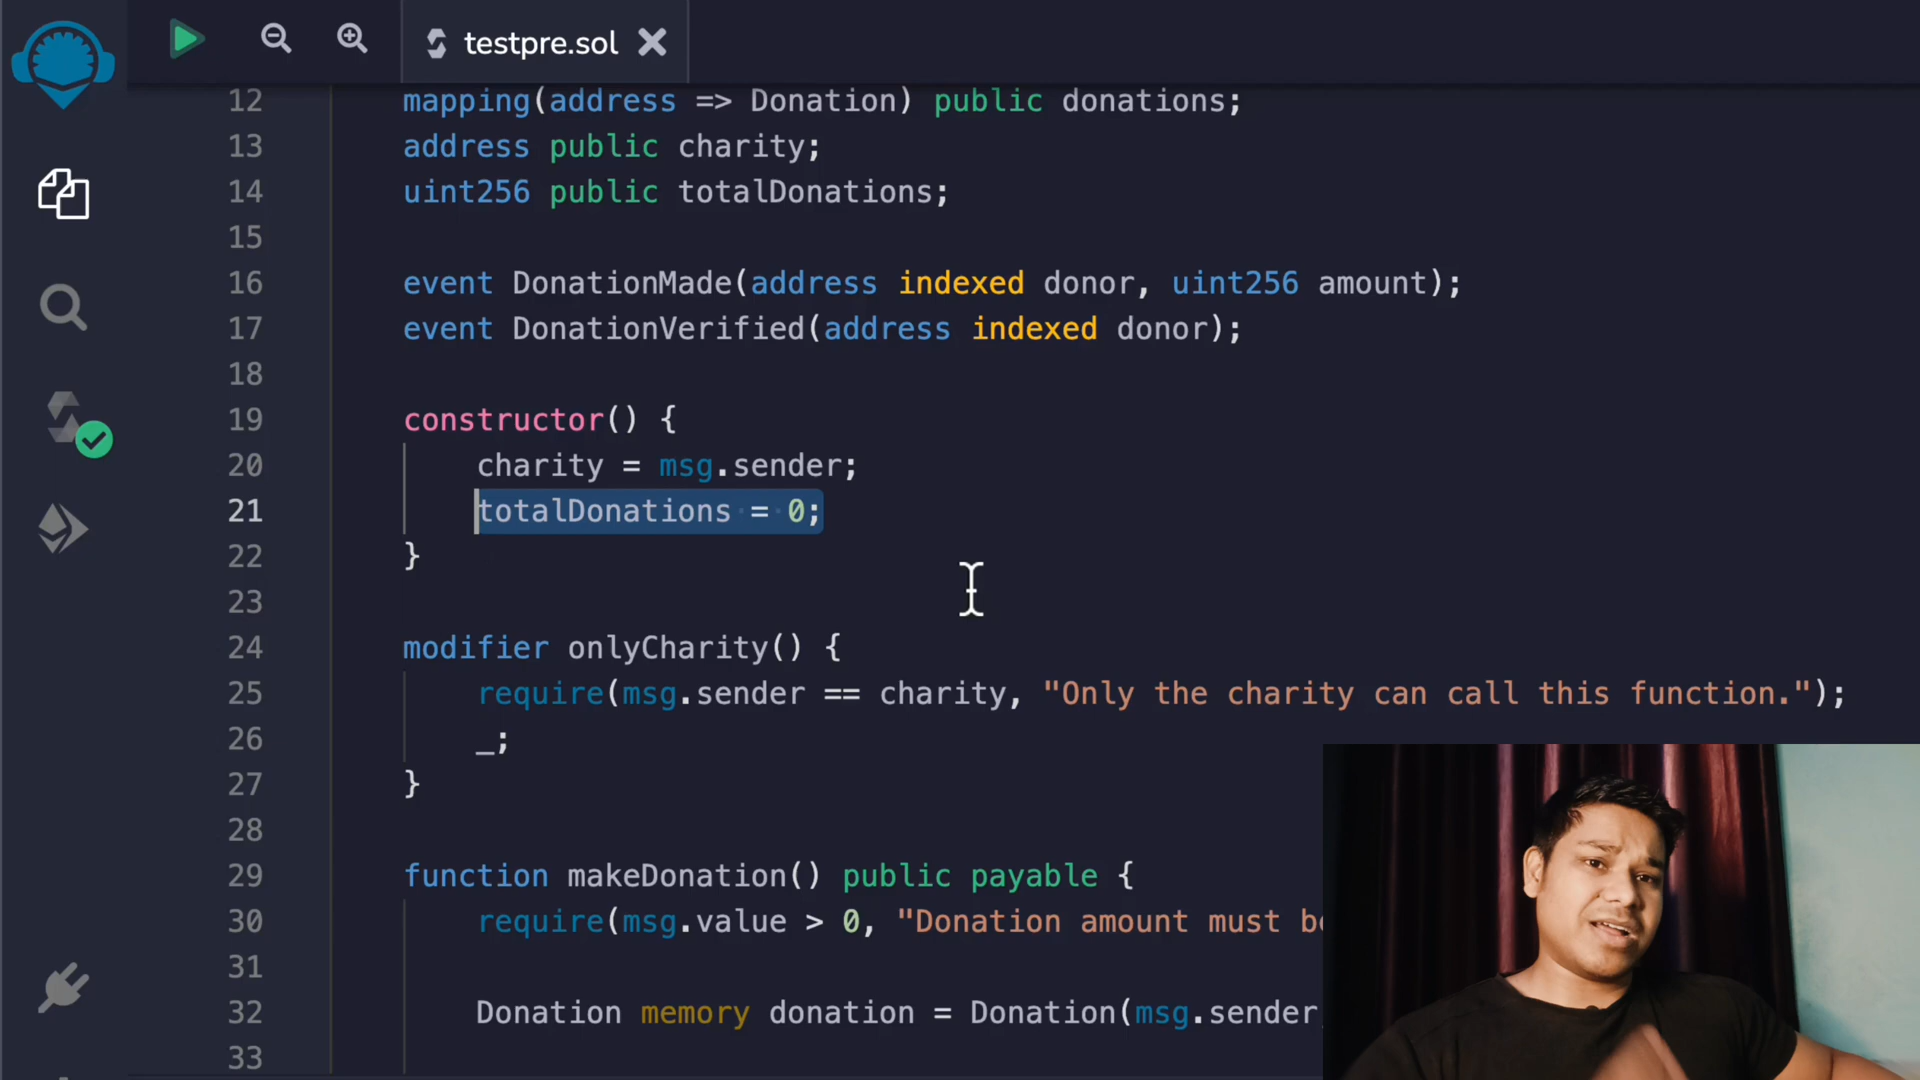 testpre.sol
12 mapping(address => Donation) public donations;
13 address public charity;
14 uint256 public totalDonations;
15
16 event DonationMade(address indexed donor, uint256 amount);
17 event DonationVerified(address indexed donor);
18
19 constructor() {
20 charity = msg.sender;
21 totalDonations = 0;
22 }
23
24 modifier onlyCharity() {
25 require(msg.sender == charity, "Only the charity can call this function.");
26 _;
27 }
28
29 function makeDonation() public payable {
30 require(msg.value > 0, "Donation amount must be
31
32 Donation memory donation = Donation(msg.sender
33